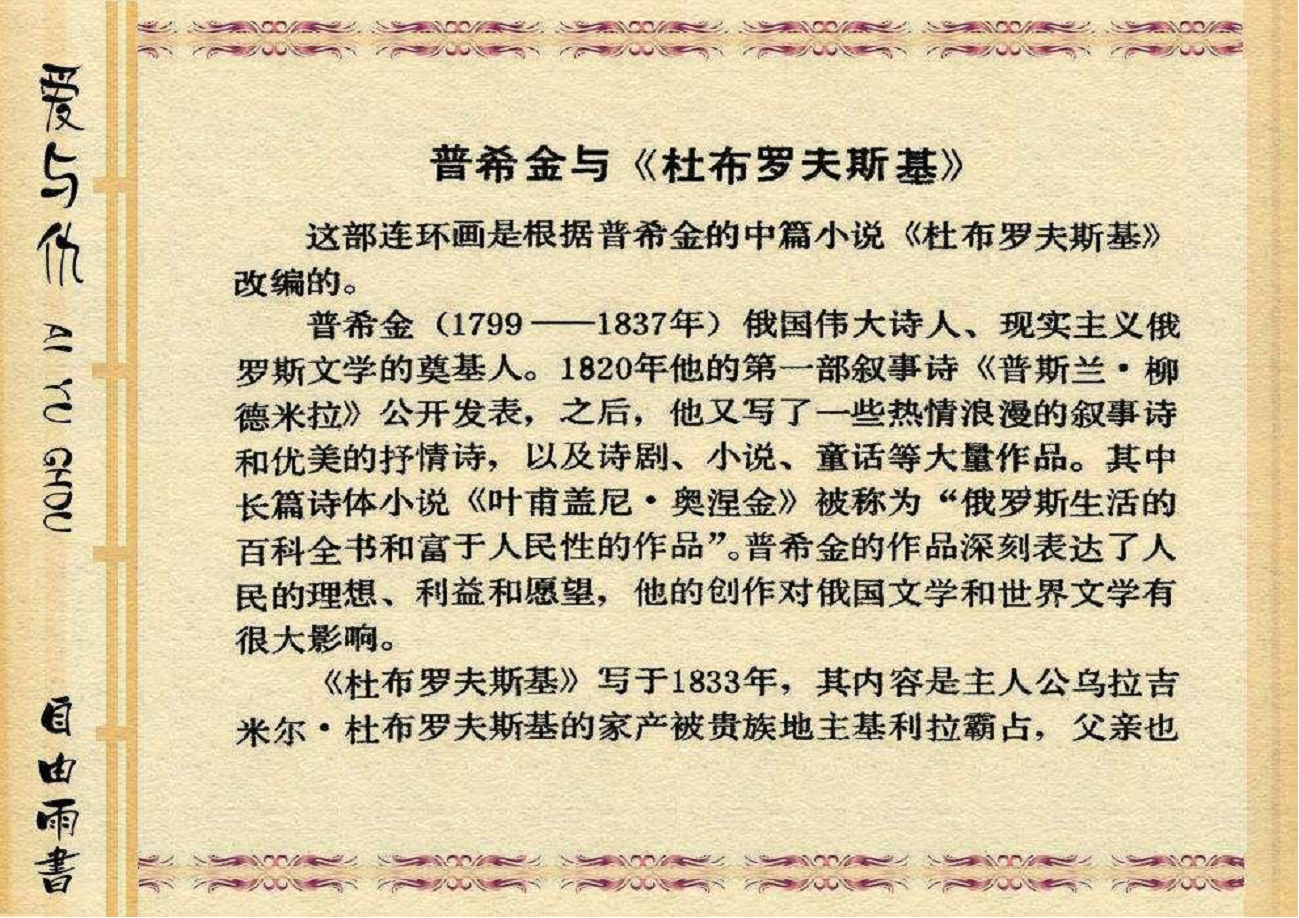 爱与仇 AI YU CHOU
自由雨書
普希金与《杜布罗夫斯基》
这部连环画是根据普希金的中篇小说《杜布罗夫斯基》
改编的。
普希金（1799——1837年）俄国伟大诗人、现实主义俄
罗斯文学的奠基人。1820年他的第一部叙事诗《普斯兰·柳
德米拉》公开发表，之后，他又写了一些热情浪漫的叙事诗
和优美的抒情诗，以及诗剧、小说、童话等大量作品。其中
长篇诗体小说《叶甫盖尼·奥涅金》被称为“俄罗斯生活的
百科全书和富于人民性的作品”。普希金的作品深刻表达了人
民的理想、利益和愿望，他的创作对俄国文学和世界文学有
很大影响。
《杜布罗夫斯基》写于1833年，其内容是主人公乌拉吉
米尔·杜布罗夫斯基的家产被贵族地主基利拉霸占，父亲也